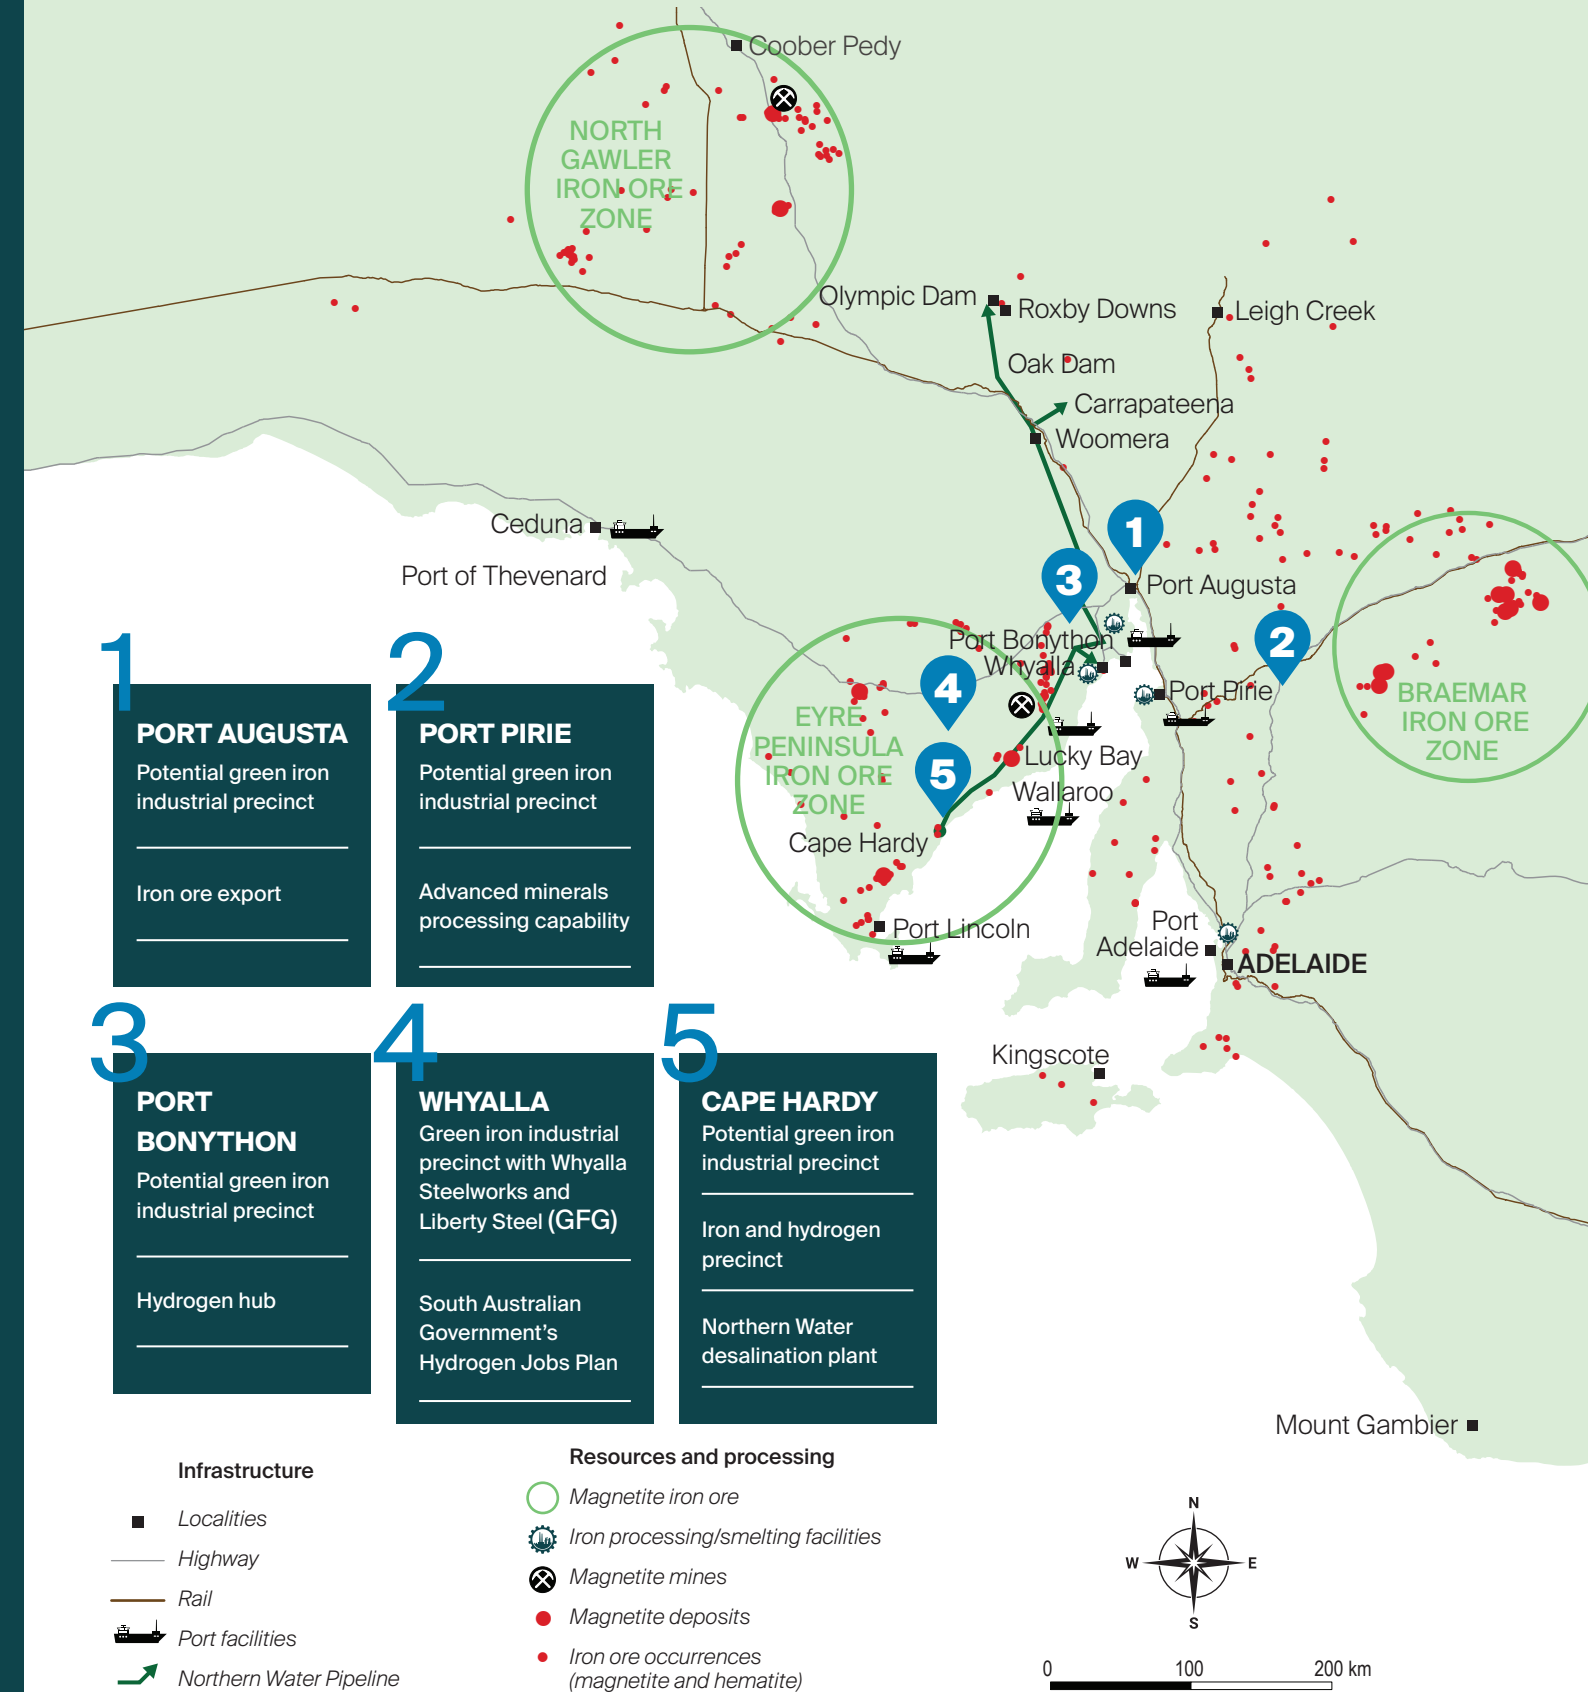 Coober Pedy
NORTH
GAWLER
IRON ORE
ZONE
Olympic Dam
Roxby Downs
Leigh Creek
Oak Dam
Carrapateena
Woomera
Ceduna
Port of Thevenard
1
Port Augusta
3
2
Port Bonython
Whyalla
4
Port Pirie
BRAEMAR
IRON ORE
ZONE
EYRE
PENINSULA
IRON ORE
ZONE
5
Lucky Bay
Wallaroo
Cape Hardy
Port Lincoln
Port
Adelaide
ADELAIDE
Kingscote
Mount Gambier
1
PORT AUGUSTA
Potential green iron
industrial precinct
Iron ore export
2
PORT PIRIE
Potential green iron
industrial precinct
Advanced minerals
processing capability
3
PORT
BONYTHON
Potential green iron
industrial precinct
Hydrogen hub
4
WHYALLA
Green iron industrial
precinct with Whyalla
Steelworks and
Liberty Steel (GFG)
South Australian
Government’s
Hydrogen Jobs Plan
5
CAPE HARDY
Potential green iron
industrial precinct
Iron and hydrogen
precinct
Northern Water
desalination plant
Infrastructure
Localities
Highway
Rail
Port facilities
Northern Water Pipeline
Resources and processing
Magnetite iron ore
Iron processing/smelting facilities
Magnetite mines
Magnetite deposits
Iron ore occurrences
(magnetite and hematite)
N
W E
S
0 100 200 km